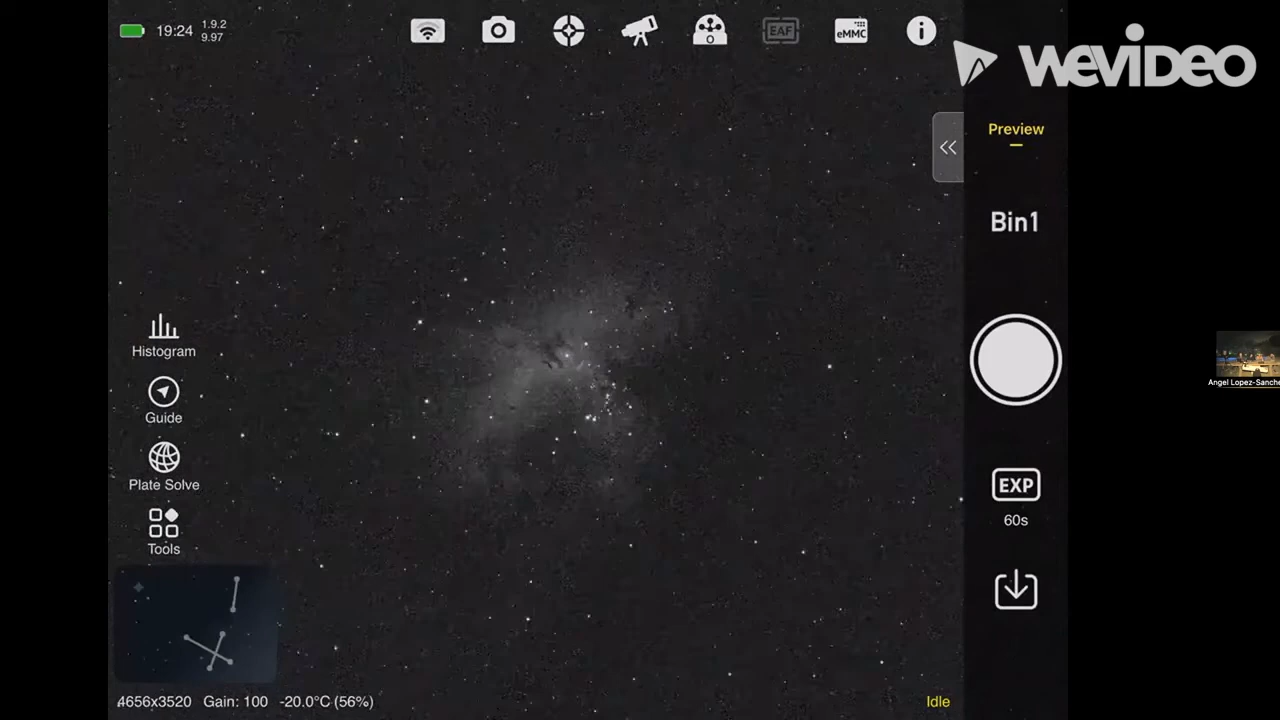 19:24
1.9.2
9.97
EAF
eMMC
WEVIDEO
Preview
Bin1
Histogram
Guide
Plate Solve
Tools
EXP
60s
Angel Lopez-Sanche
4656x3520 Gain: 100 -20.0°C (56%)
Idle